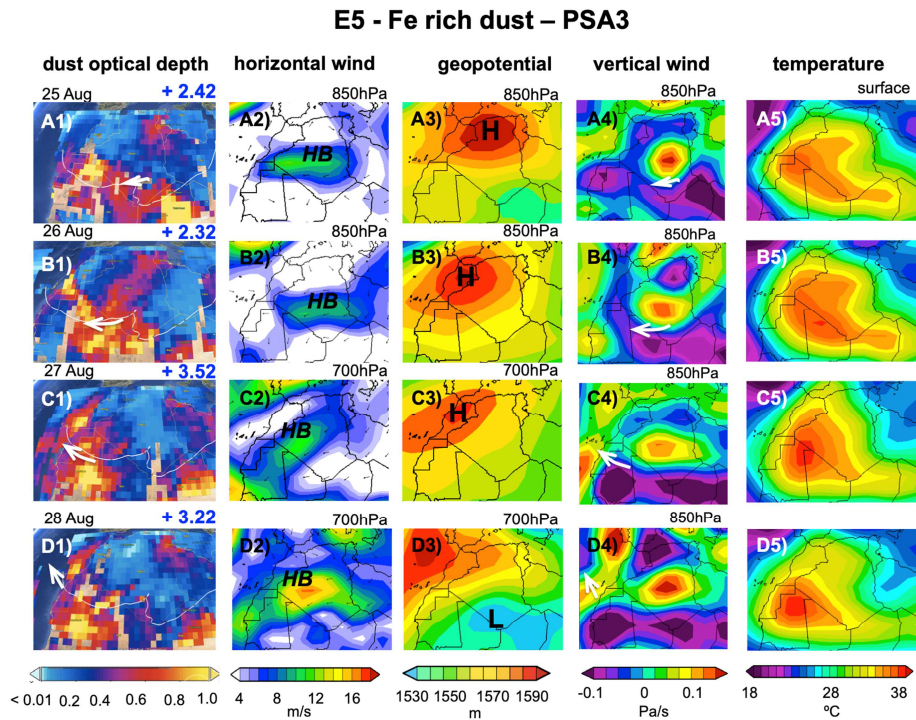 E5 - Fe rich dust – PSA3
dust optical depth horizontal wind geopotential vertical wind temperature
25 Aug + 2.42 850hPa 850hPa 850hPa surface
A1) A2) HB A3) H A4) A5)
26 Aug + 2.32 850hPa 850hPa 850hPa
B1) B2) HB B3) H B4) B5)
27 Aug + 3.52 700hPa 700hPa 850hPa
C1) C2) HB C3) H C4) C5)
28 Aug + 3.22 700hPa 700hPa 850hPa
D1) D2) HB D3) L D4) D5)
< 0.01 0.2 0.4 0.6 0.8 1.0 4 8 12 16 1530 1550 1570 1590 -0.1 0.1 18 28 38
m/s m Pa/s ºC